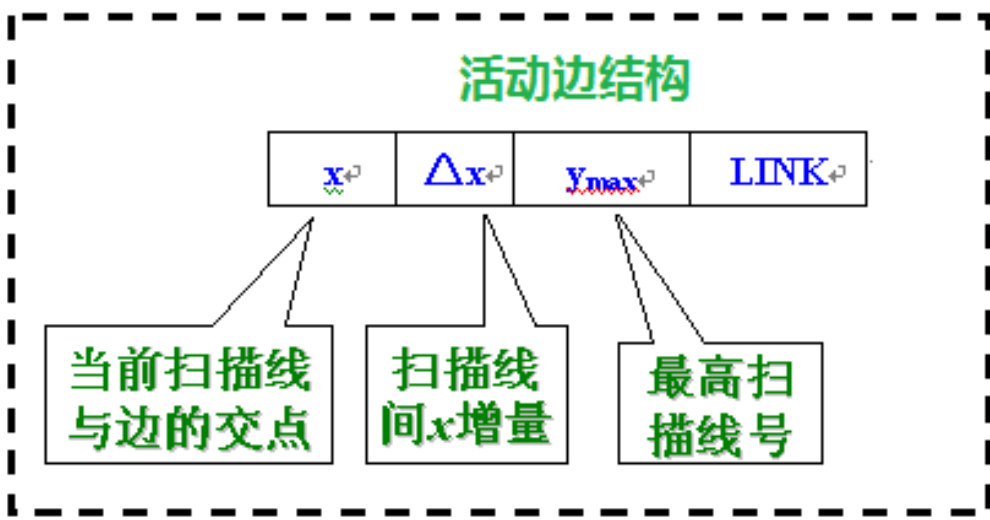 活动边结构
x↵ △x↵ ymax↵ LINK↵
当前扫描线
与边的交点
扫描线
间x增量
最高扫
描线号